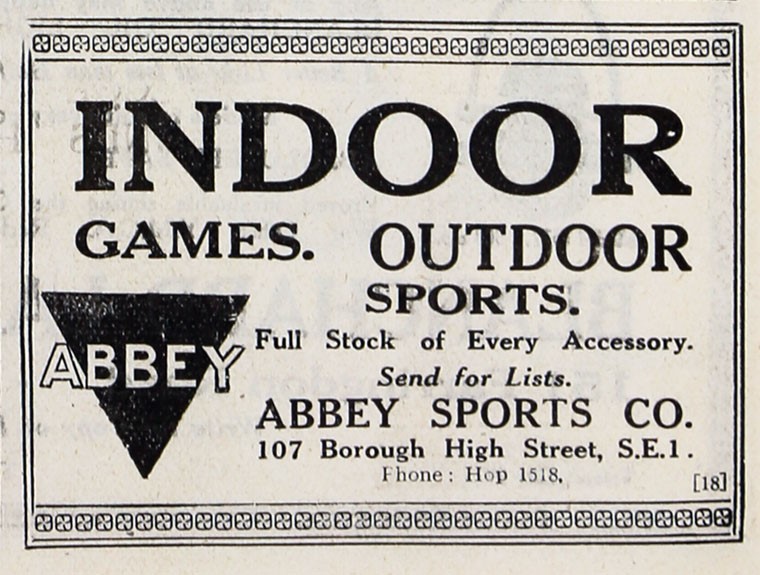 INDOOR
GAMES. OUTDOOR
SPORTS.
ABBEY
Full Stock of Every Accessory.
Send for Lists.
ABBEY SPORTS CO.
107 Borough High Street, S.E.1.
Phone: Hop 1518.
[18]